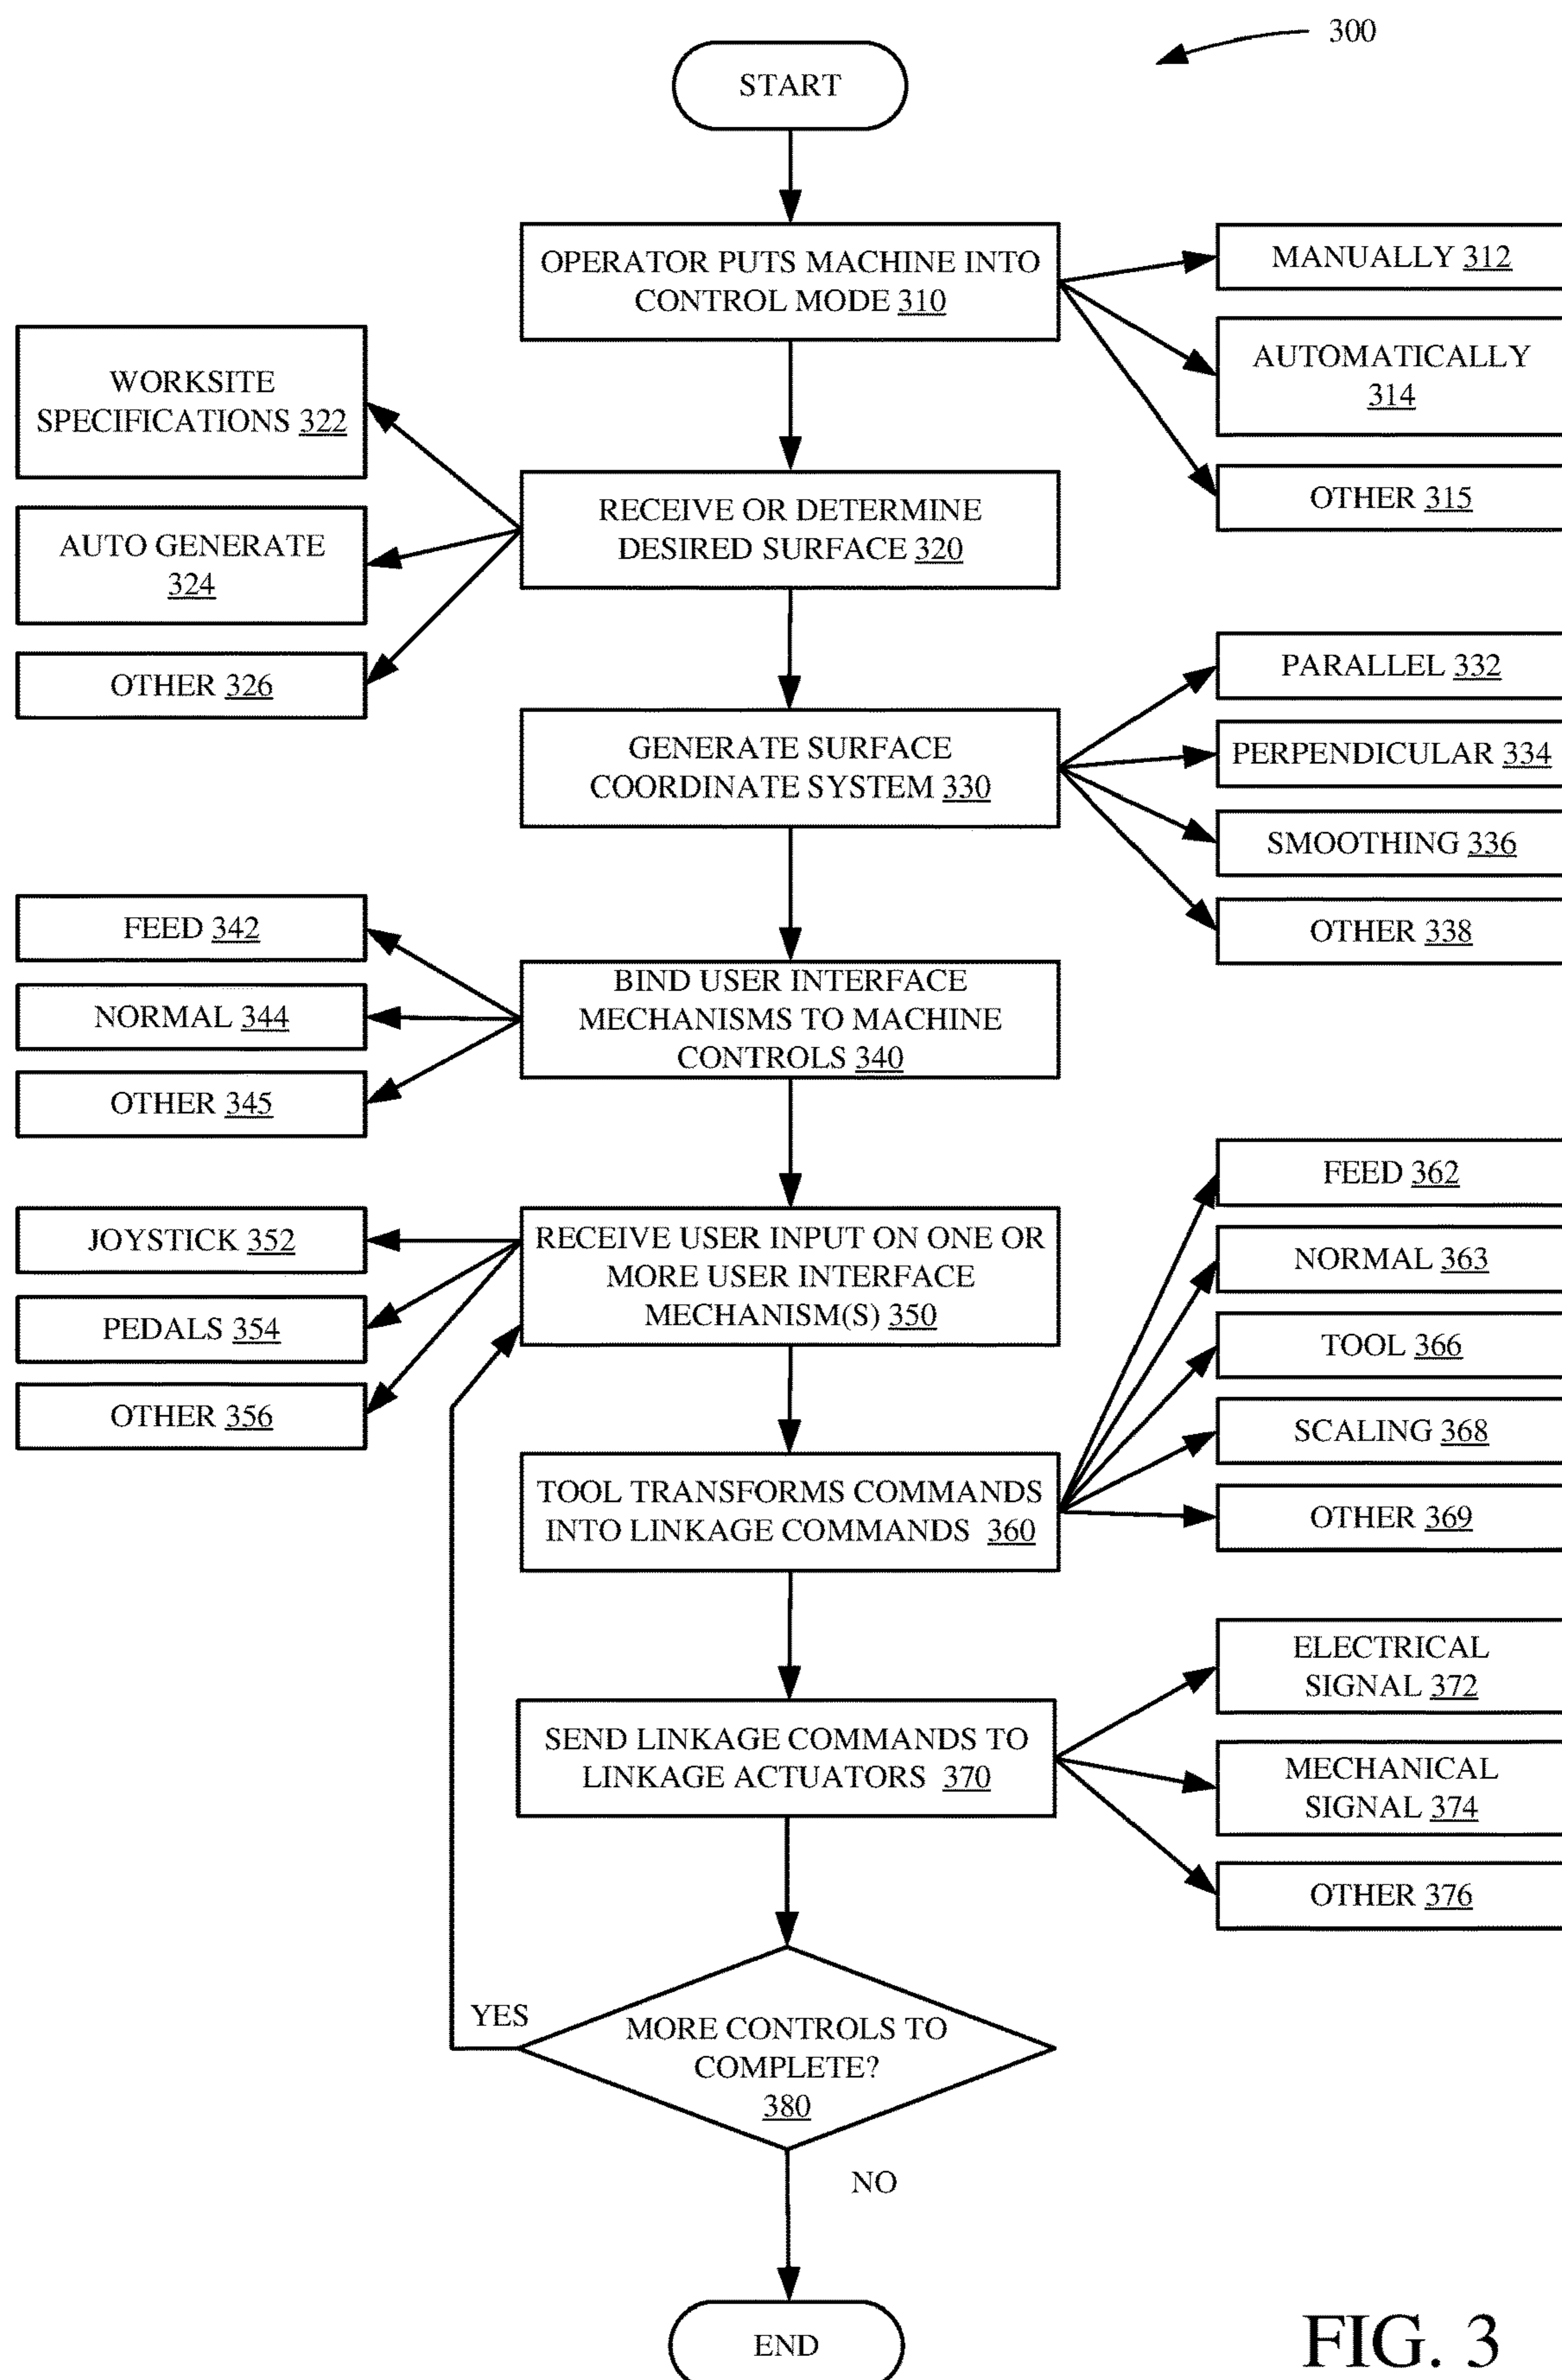 300
START
OPERATOR PUTS MACHINE INTO
CONTROL MODE 310
MANUALLY 312
AUTOMATICALLY
314
OTHER 315
WORKSITE
SPECIFICATIONS 322
AUTO GENERATE
324
OTHER 326
RECEIVE OR DETERMINE
DESIRED SURFACE 320
GENERATE SURFACE
COORDINATE SYSTEM 330
PARALLEL 332
PERPENDICULAR 334
SMOOTHING 336
OTHER 338
FEED 342
NORMAL 344
OTHER 345
BIND USER INTERFACE
MECHANISMS TO MACHINE
CONTROLS 340
JOYSTICK 352
PEDALS 354
OTHER 356
RECEIVE USER INPUT ON ONE OR
MORE USER INTERFACE
MECHANISM(S) 350
FEED 362
NORMAL 363
TOOL 366
SCALING 368
OTHER 369
TOOL TRANSFORMS COMMANDS
INTO LINKAGE COMMANDS 360
SEND LINKAGE COMMANDS TO
LINKAGE ACTUATORS 370
ELECTRICAL
SIGNAL 372
MECHANICAL
SIGNAL 374
OTHER 376
YES
MORE CONTROLS TO
COMPLETE?
380
NO
END
FIG. 3